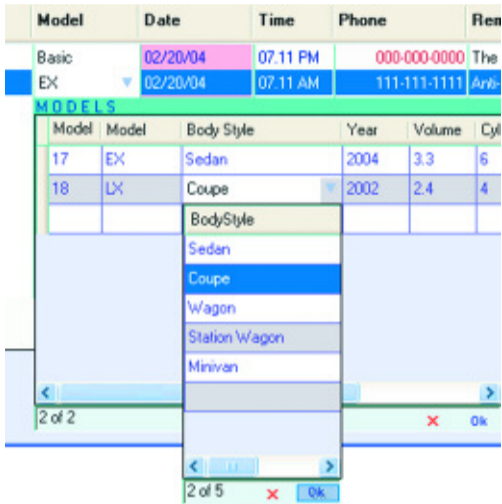 Model Date Time Phone Rem
Basic 02/20/04 07.11 PM 000-000-0000 The
EX 02/20/04 07.11 AM 111-111-1111 Anti-
MODELS
Model Model Body Style Year Volume Cyl
17 EX Sedan 2004 3.3 6
18 LX Coupe 2002 2.4 4
BodyStyle
Sedan
Coupe
Wagon
Station Wagon
Minivan
2 of 2 Ok
2 of 5 Ok